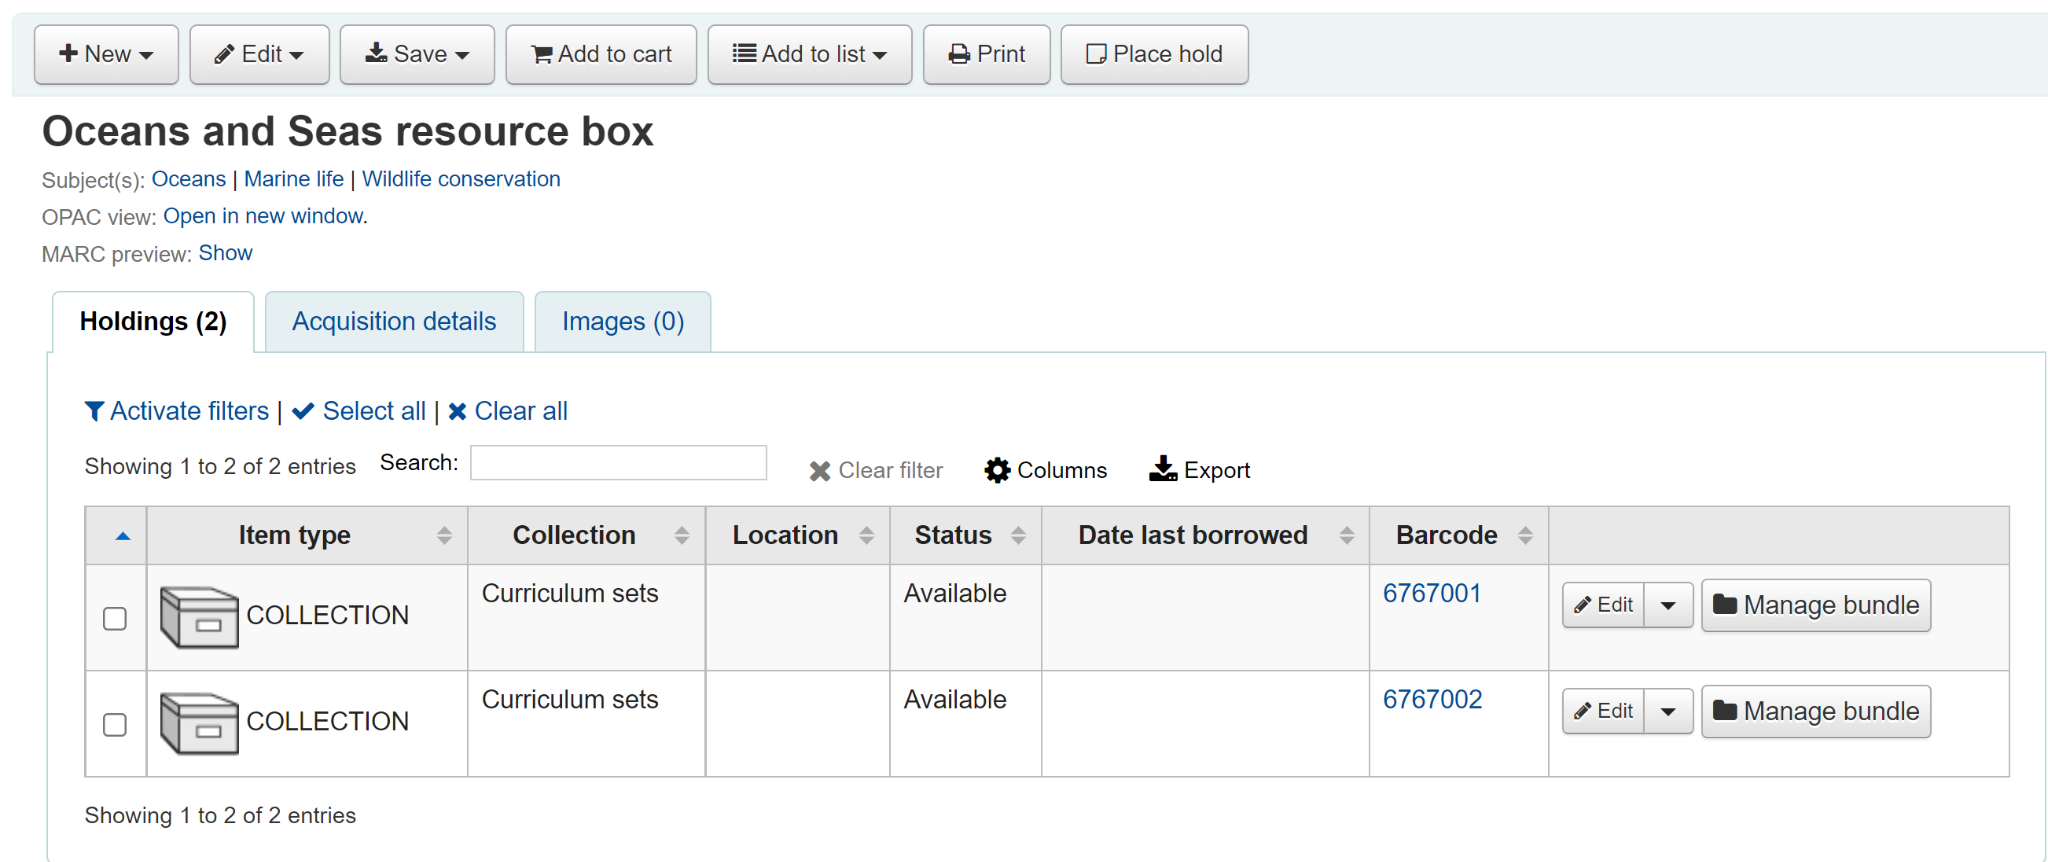 New Edit Save Add to cart Add to list Print Place hold
Oceans and Seas resource box
Subject(s): Oceans | Marine life | Wildlife conservation
OPAC view: Open in new window.
MARC preview: Show
Holdings (2) Acquisition details Images (0)
Activate filters | Select all | Clear all
Showing 1 to 2 of 2 entries Search: Clear filter Columns Export
Item type Collection Location Status Date last borrowed Barcode
COLLECTION Curriculum sets Available 6767001 Edit Manage bundle
COLLECTION Curriculum sets Available 6767002 Edit Manage bundle
Showing 1 to 2 of 2 entries